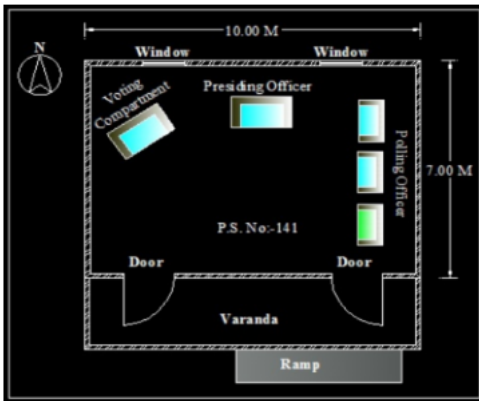 10.00 M
N
Window
Window
Voting
Compartment
Presiding Officer
Polling Officer
7.00 M
P.S. No:-141
Door
Door
Varanda
Ramp